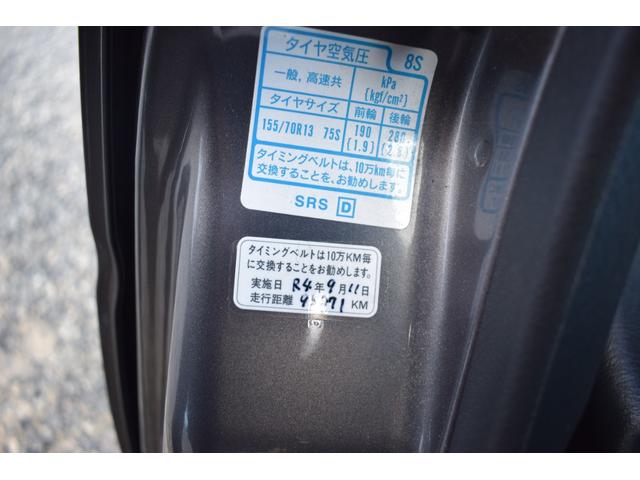 タイヤ空気圧 8S
一般，高速共 kPa {kgf/cm²}
タイヤサイズ 前輪 後輪
155/70R13 75S 190 {1.9} 280 {2.8}
タイミングベルトは、10万km毎に
交換することを、お勧めします。
SRS D
タイミングベルトは10万KM毎
に交換することをお勧めします。
実施日 R4年9月11日
走行距離 KM